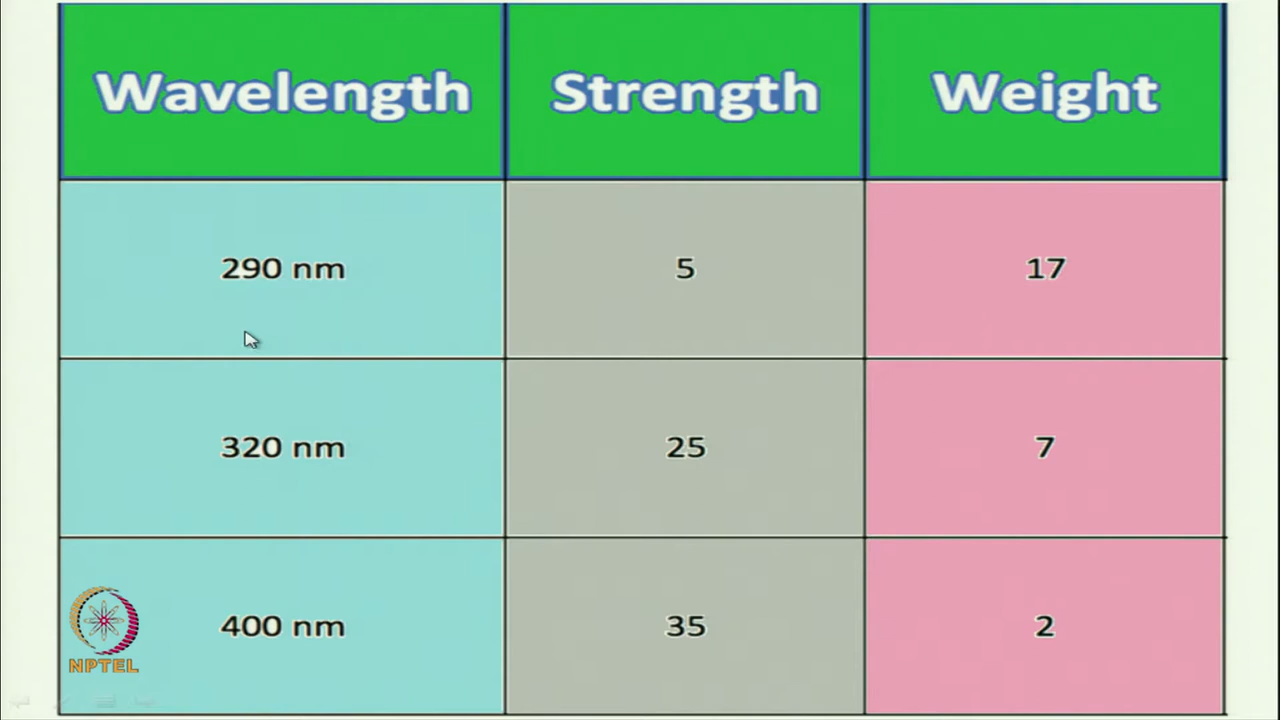 Wavelength Strength Weight
290 nm 5 17
320 nm 25 7
400 nm 35 2
NPTEL